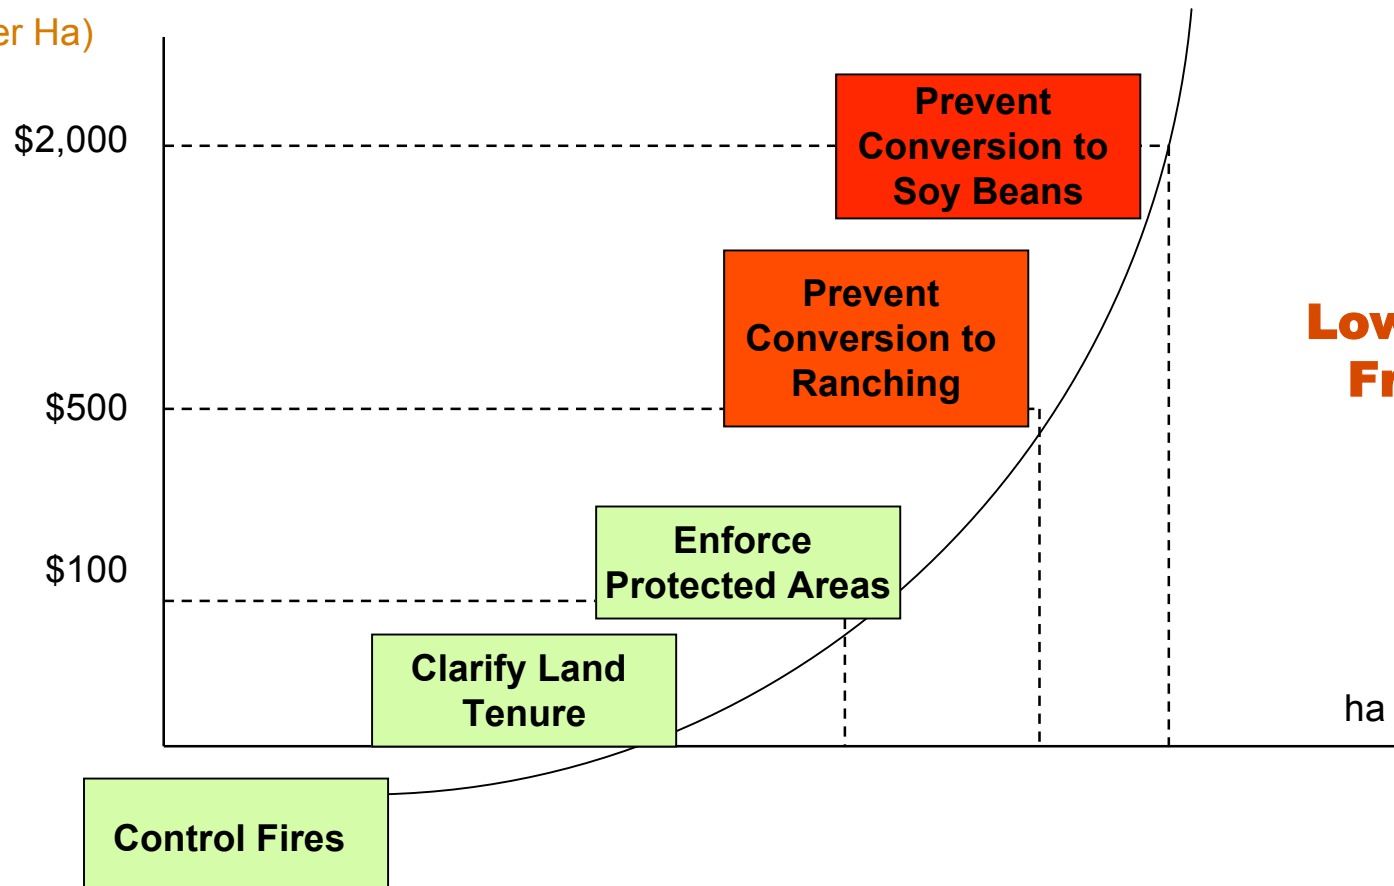 er Ha)
$2,000
Prevent
Conversion to
Soy Beans
Prevent
Conversion to
Ranching
$500
Enforce
Protected Areas
$100
Clarify Land
Tenure
ha
Control Fires